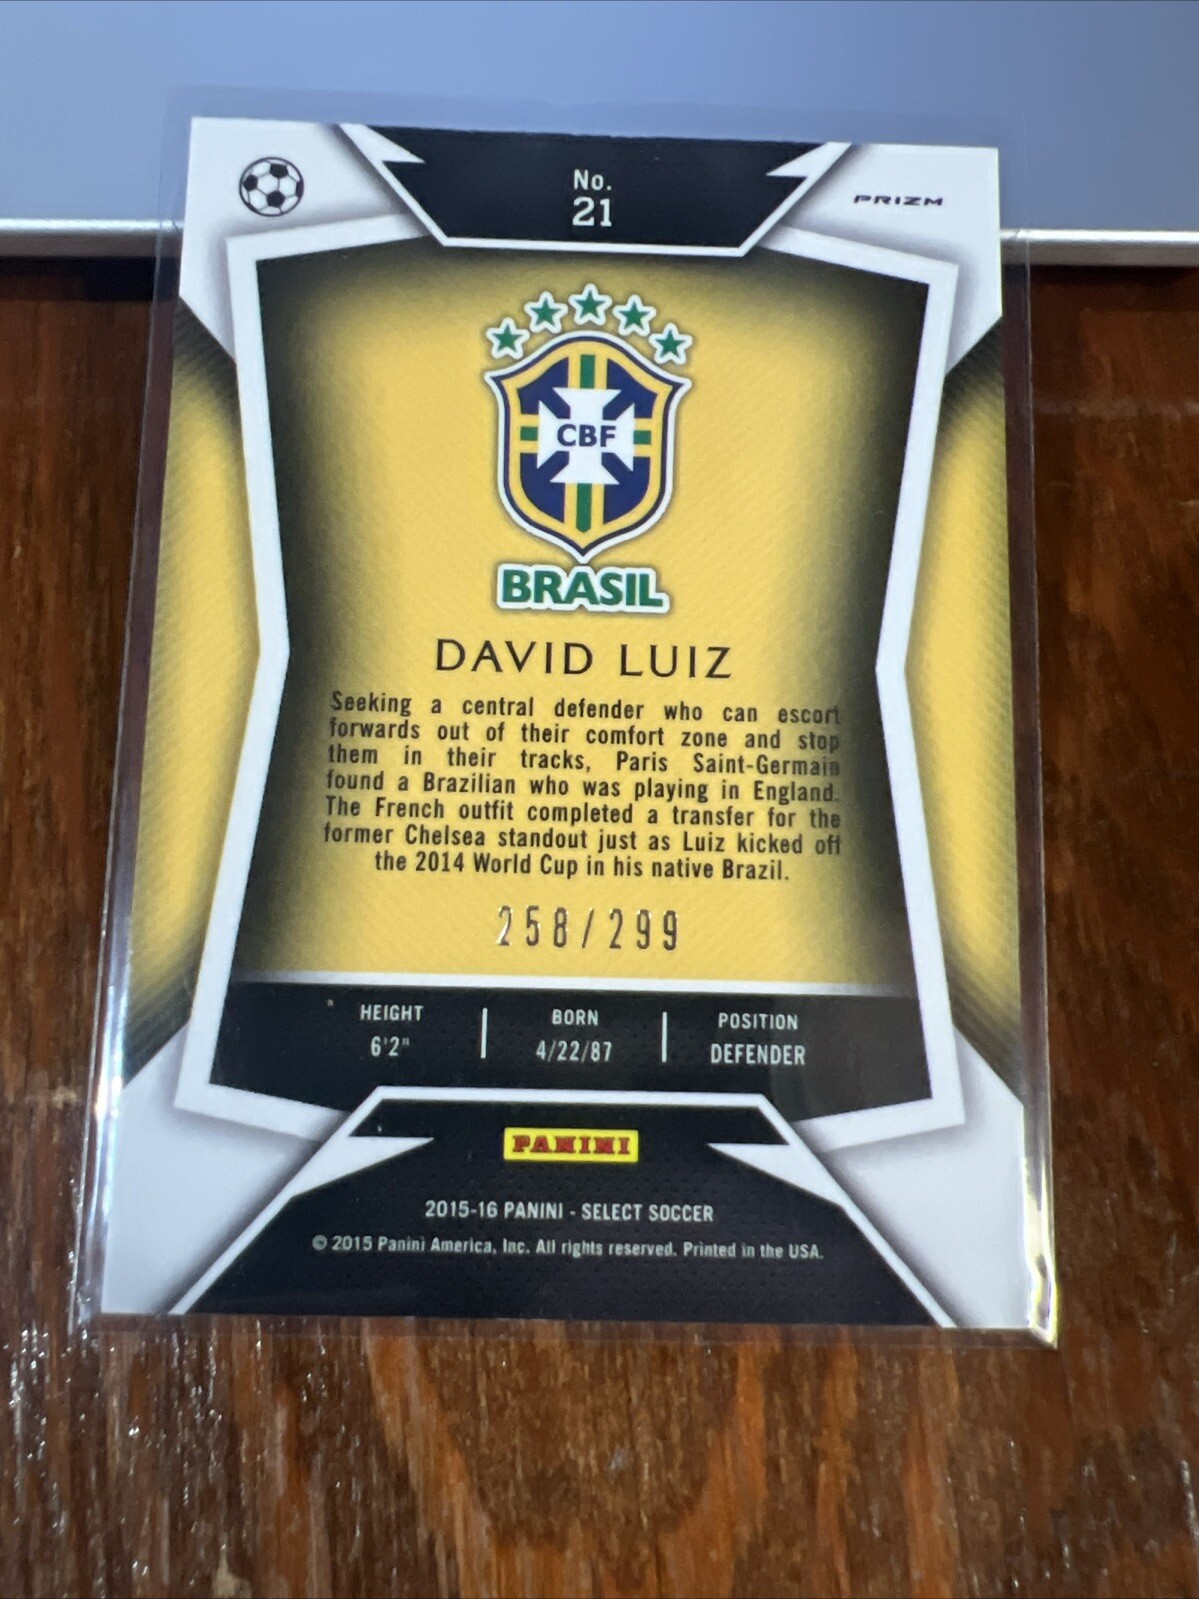 No.
21
PRIZM
CBF
BRASIL
DAVID LUIZ
Seeking a central defender who can escort
forwards out of their comfort zone and stop
them in their tracks, Paris Saint-Germain
found a Brazilian who was playing in England.
The French outfit completed a transfer for the
former Chelsea standout just as Luiz kicked off
the 2014 World Cup in his native Brazil.
258/299
HEIGHT
6'2"
BORN
4/22/87
POSITION
DEFENDER
PANINI
2015-16 PANINI - SELECT SOCCER
© 2015 Panini America, Inc. All rights reserved. Printed in the USA.